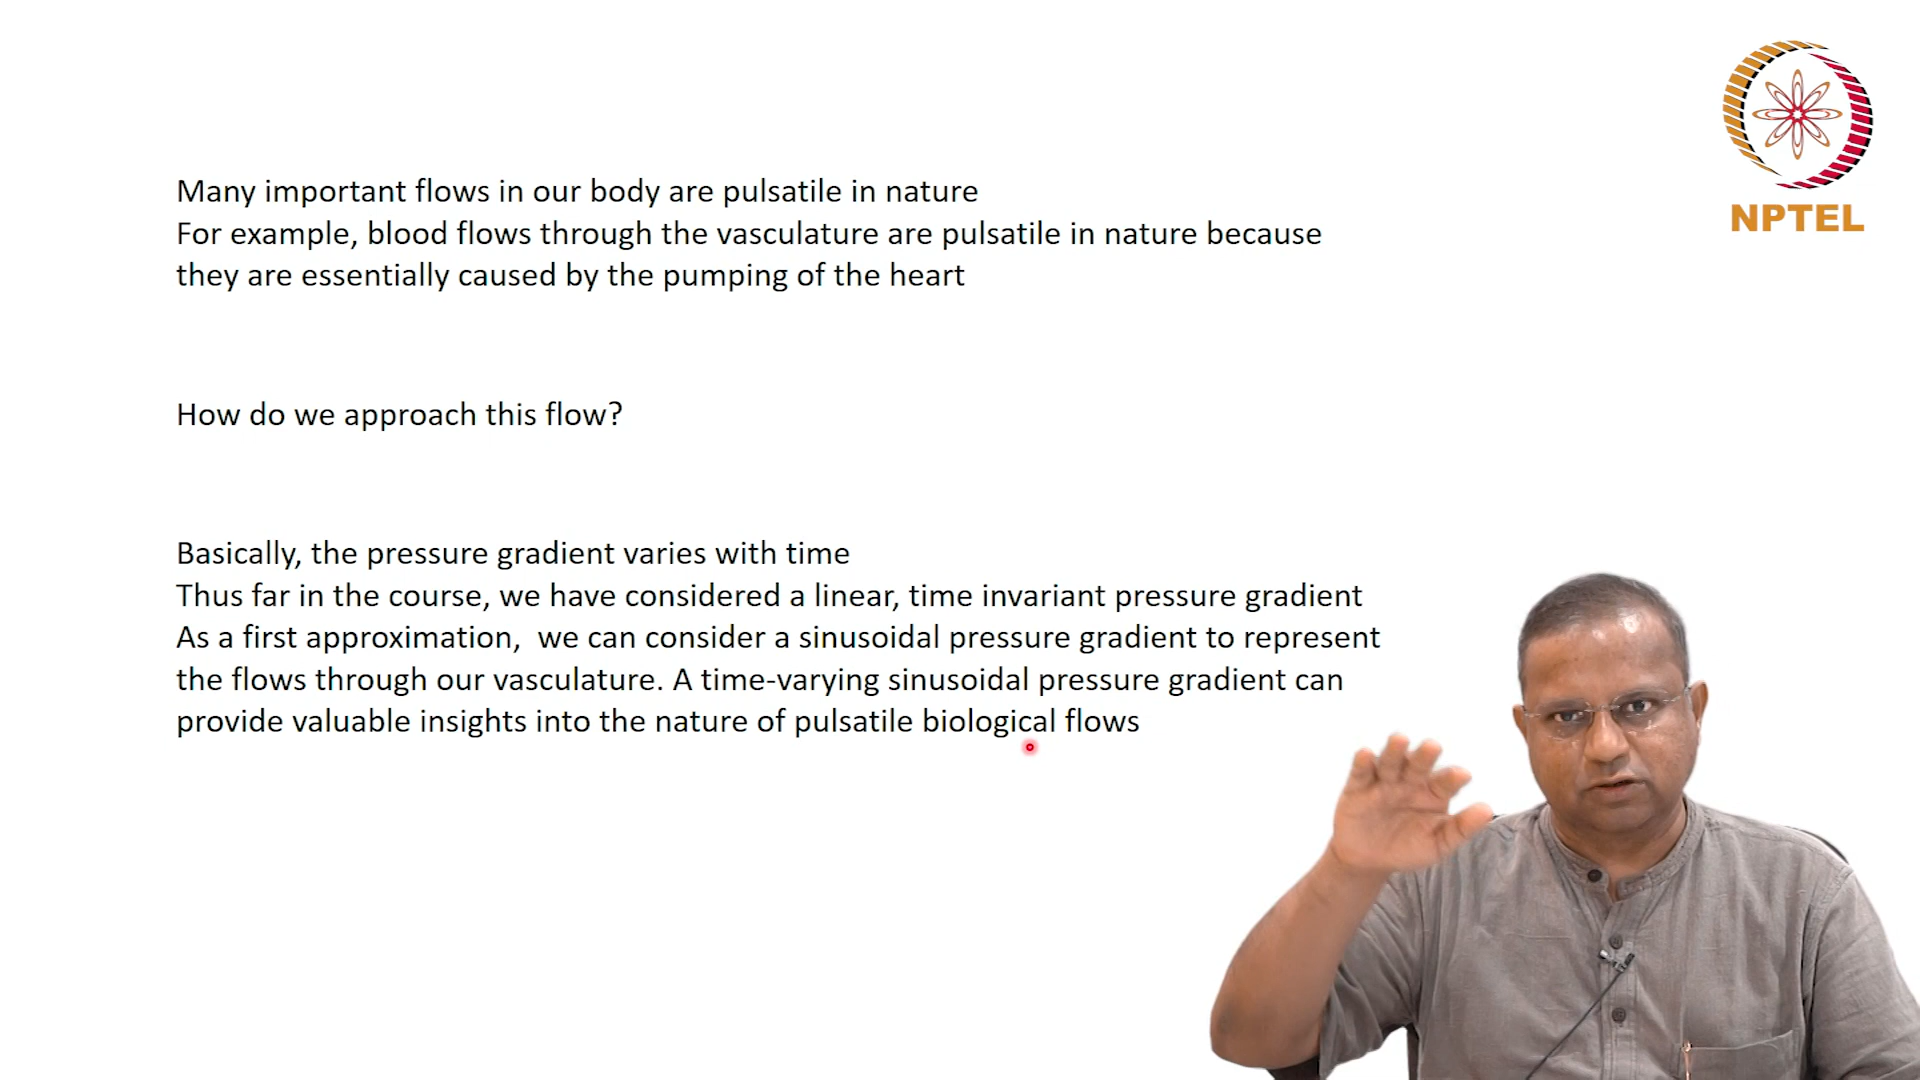 NPTEL
Many important flows in our body are pulsatile in nature
For example, blood flows through the vasculature are pulsatile in nature because
they are essentially caused by the pumping of the heart
How do we approach this flow?
Basically, the pressure gradient varies with time
Thus far in the course, we have considered a linear, time invariant pressure gradient
As a first approximation,  we can consider a sinusoidal pressure gradient to represent
the flows through our vasculature. A time-varying sinusoidal pressure gradient can
provide valuable insights into the nature of pulsatile biological flows